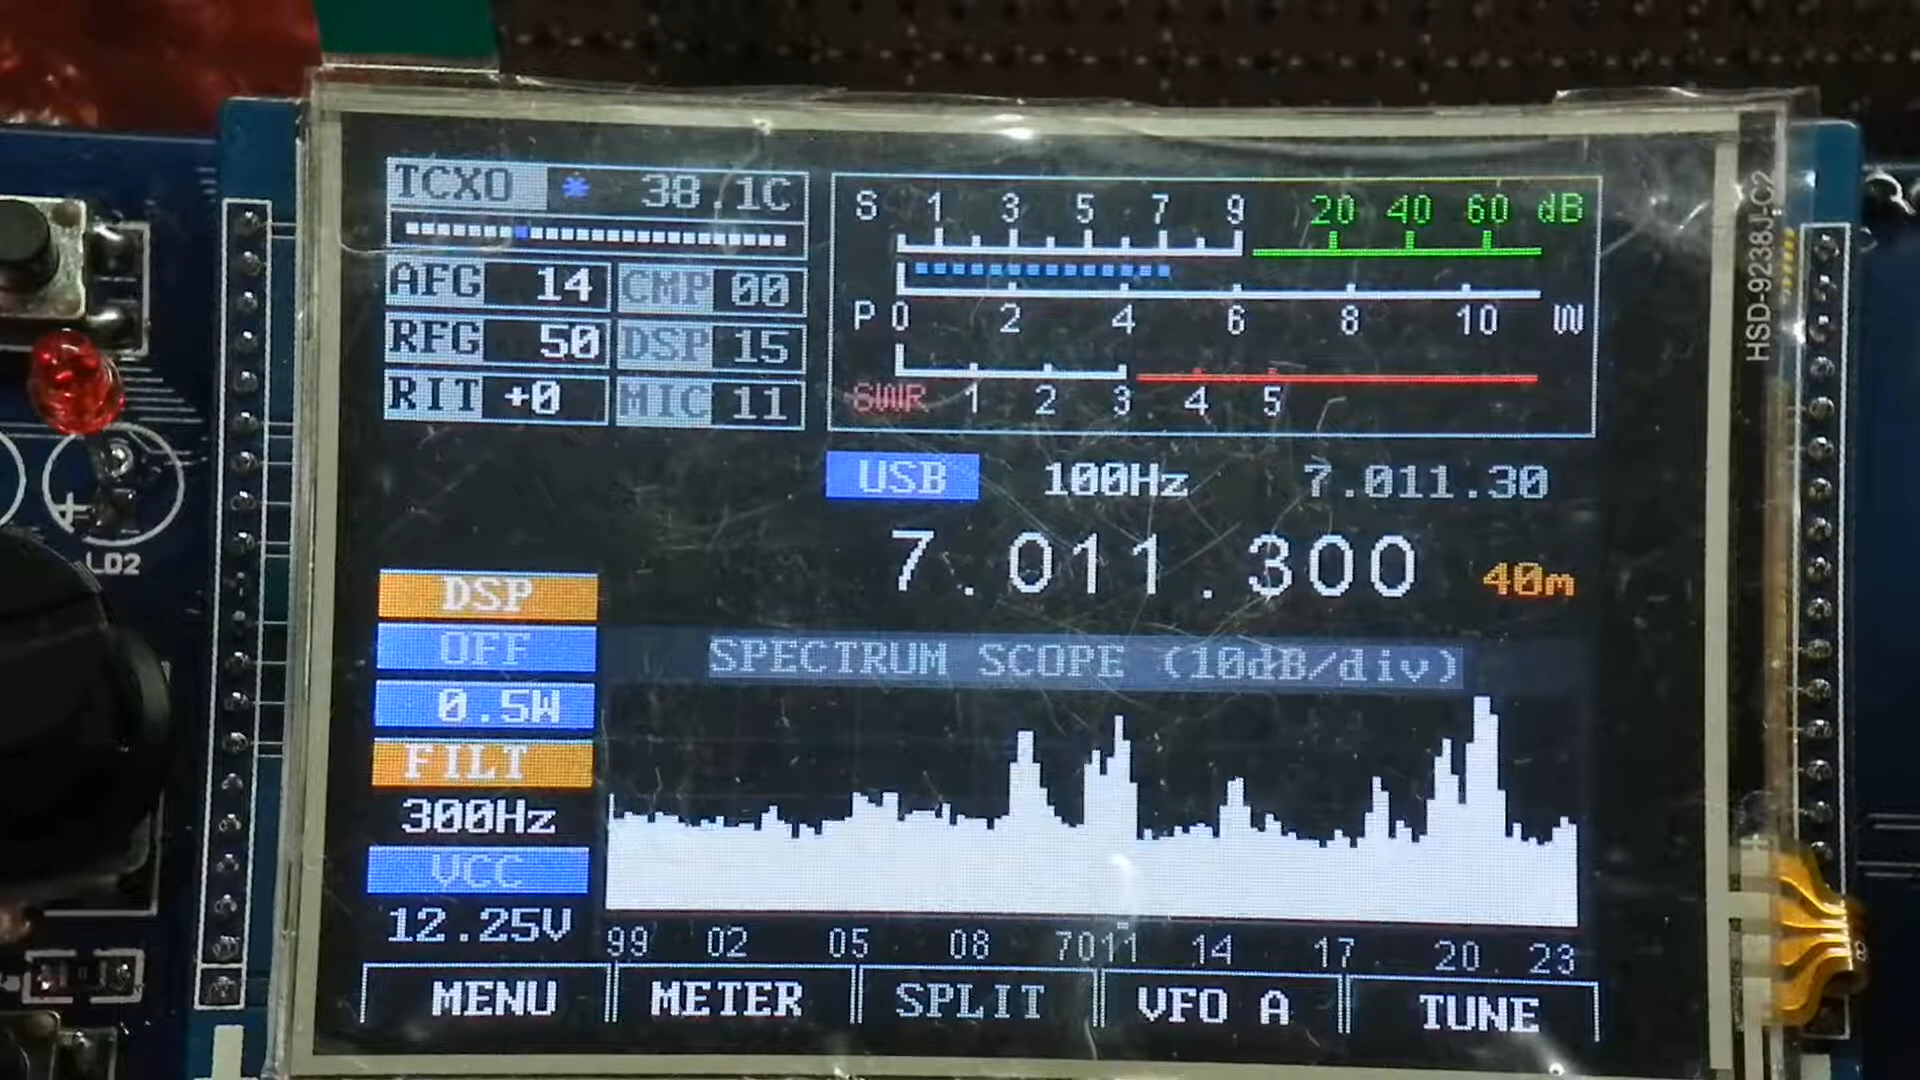 TCXO * 38.1C
AFG 14 CMP 00
RFG 50 DSP 15
RIT +0 MIC 11
S 1 3 5 7 9 20 40 60 dB
P 0 2 4 6 8 10 W
SWR 1 2 3 4 5
USB 100Hz 7.011.30
7.011.300 40m
DSP
OFF
0.5W
FILT
300Hz
VCC
12.25V
SPECTRUM SCOPE (10dB/div)
99 02 05 08 7011 14 17 20 23
MENU METER SPLIT VFO A TUNE
HSD-9238J-C2
LD2